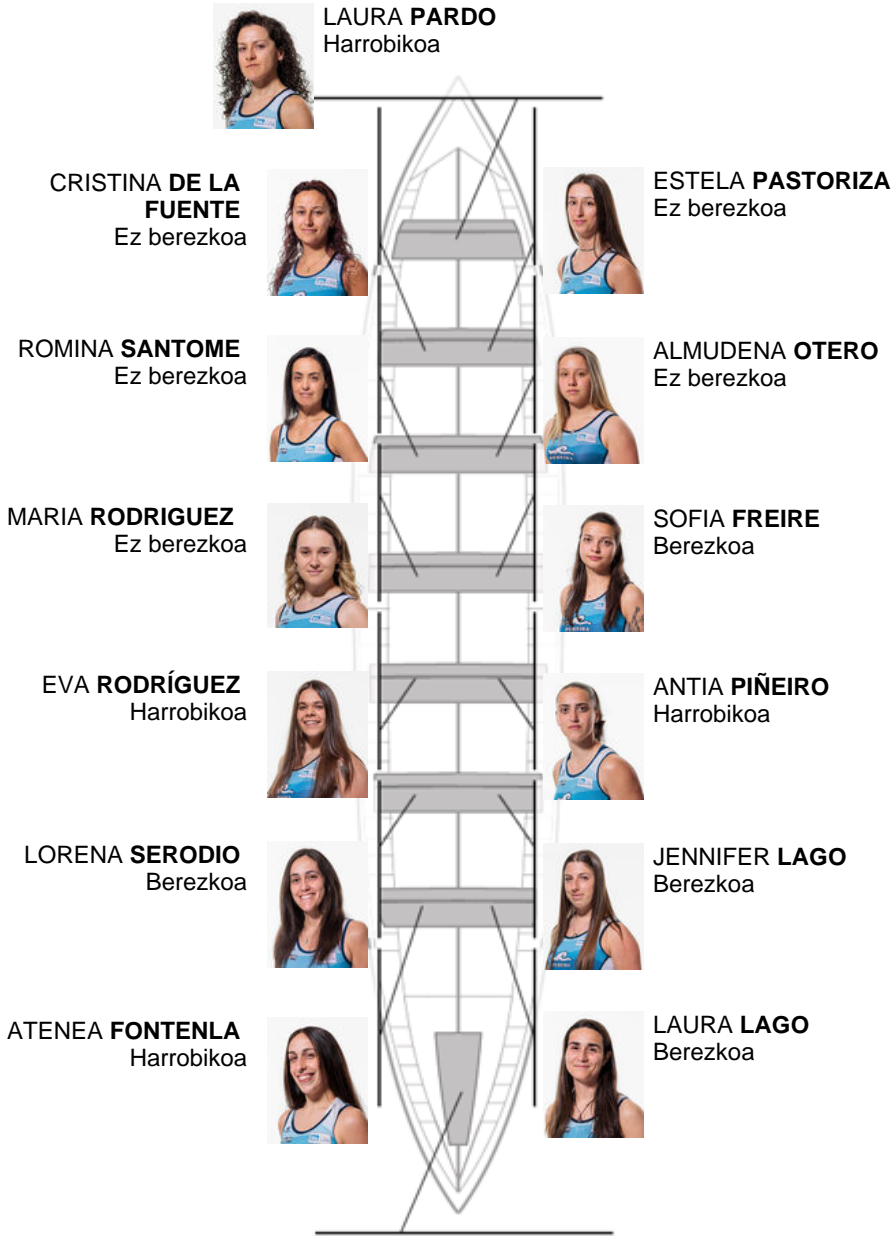 LAURA PARDO
Harrobikoa
CRISTINA DE LA
FUENTE
Ez berezkoa
ESTELA PASTORIZA
Ez berezkoa
ROMINA SANTOME
Ez berezkoa
ALMUDENA OTERO
Ez berezkoa
MARIA RODRIGUEZ
Ez berezkoa
SOFIA FREIRE
Berezkoa
EVA RODRÍGUEZ
Harrobikoa
ANTIA PIÑEIRO
Harrobikoa
LORENA SERODIO
Berezkoa
JENNIFER LAGO
Berezkoa
ATENEA FONTENLA
Harrobikoa
LAURA LAGO
Berezkoa